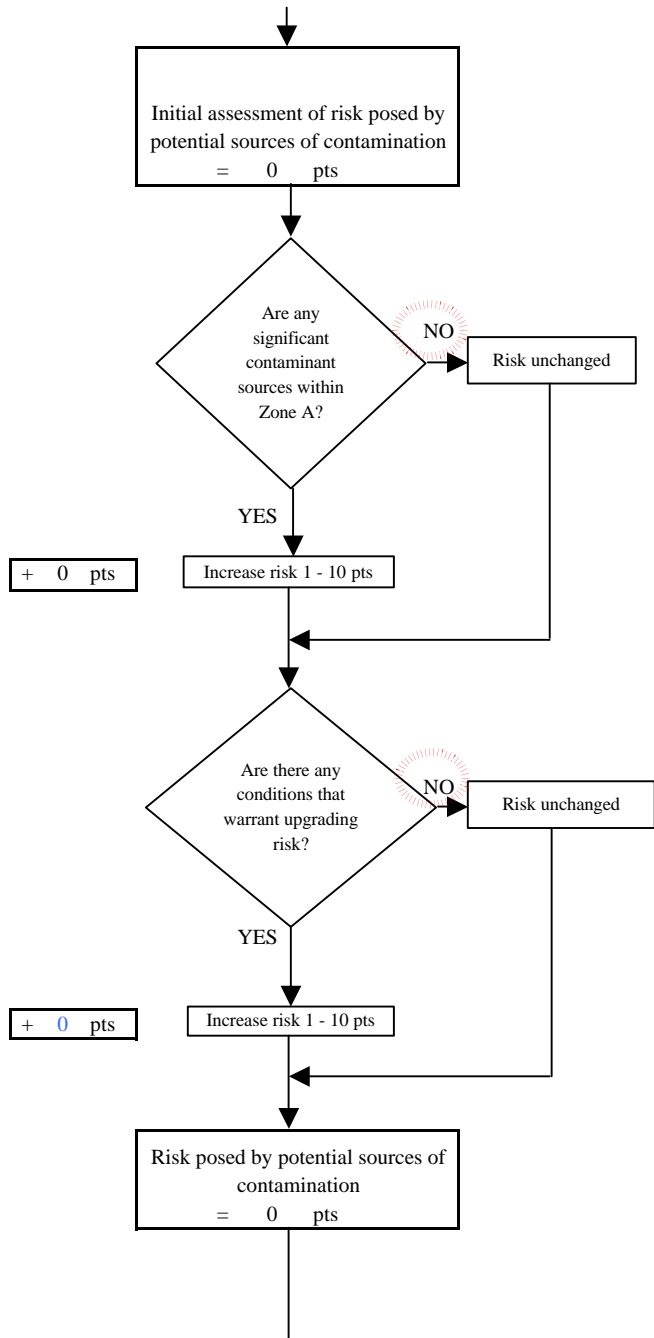 Initial assessment of risk posed by
potential sources of contamination
= 0 pts
Are any
significant
contaminant
sources within
Zone A?
NO
Risk unchanged
YES
+ 0 pts
Increase risk 1 - 10 pts
Are there any
conditions that
warrant upgrading
risk?
NO
Risk unchanged
YES
+ 0 pts
Increase risk 1 - 10 pts
Risk posed by potential sources of
contamination
= 0 pts